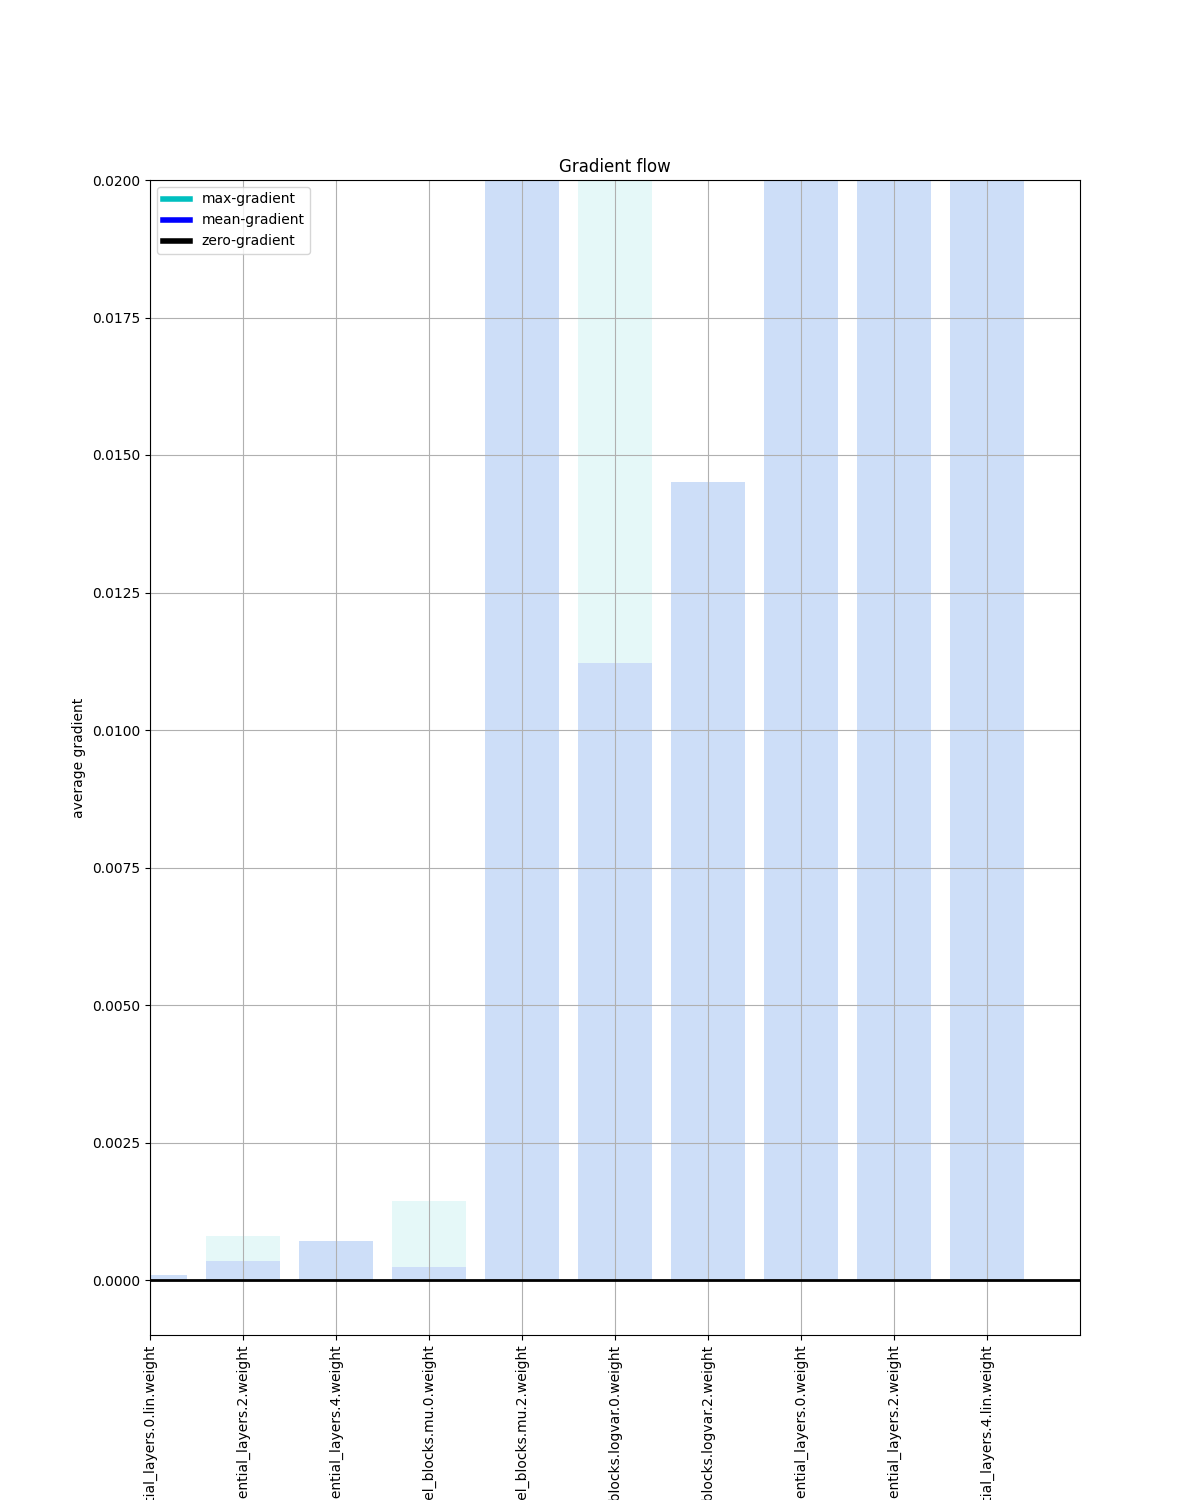 Gradient flow
max-gradient
mean-gradient
zero-gradient
0.0200
0.0175
0.0150
0.0125
0.0100
0.0075
0.0050
0.0025
0.0000
average gradient
tial_layers.0.lin.weight
ential_layers.2.weight
ential_layers.4.weight
el_blocks.mu.0.weight
el_blocks.mu.2.weight
blocks.logvar.0.weight
blocks.logvar.2.weight
ential_layers.0.weight
ential_layers.2.weight
tial_layers.4.lin.weight